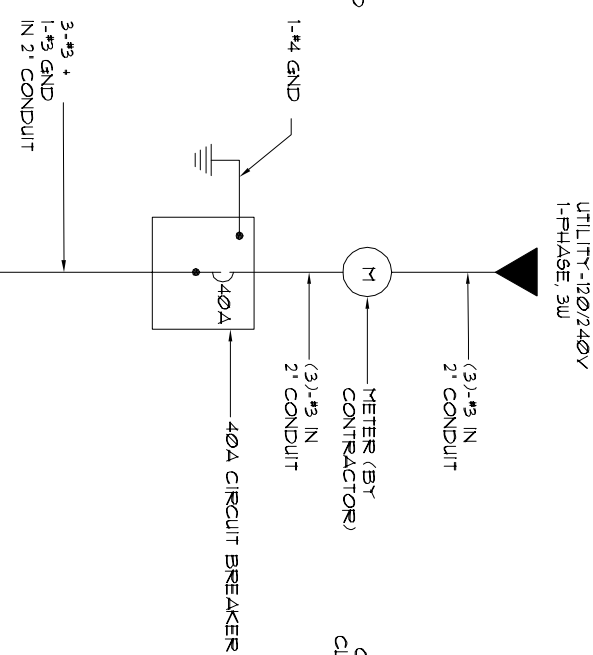 UTILITY-120/240V
1-PHASE, 3W
(3)-#3 IN
2" CONDUIT
M
METER (BY
CONTRACTOR)
(3)-#3 IN
2" CONDUIT
1-#4 GND
40A
40A CIRCUIT BREAKER
3-#3 +
1-#3 GND
IN 2" CONDUIT